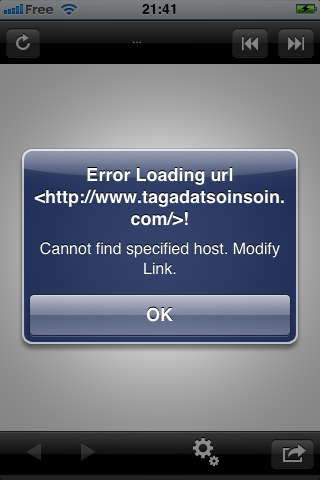 Free 21:41
...
Error Loading url
<http://www.tagadatsoinsoin.
com/>!
Cannot find specified host. Modify
Link.
OK